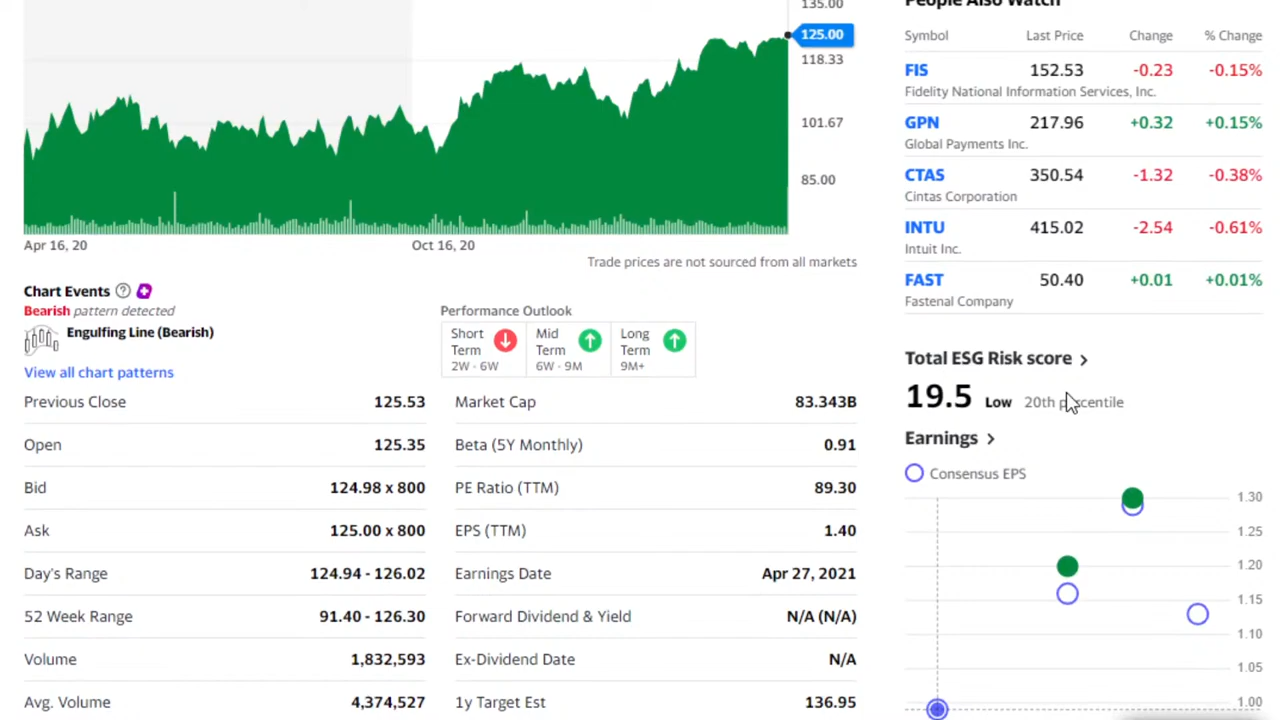 135.00
125.00
118.33
101.67
85.00
Apr 16, 20 Oct 16, 20
Trade prices are not sourced from all markets
Chart Events
Bearish pattern detected
Engulfing Line (Bearish)
View all chart patterns
Performance Outlook
Short Term 2W - 6W
Mid Term 6W - 9M
Long Term 9M+
Previous Close 125.53
Open 125.35
Bid 124.98 x 800
Ask 125.00 x 800
Day's Range 124.94 - 126.02
52 Week Range 91.40 - 126.30
Volume 1,832,593
Avg. Volume 4,374,527
Market Cap 83.343B
Beta (5Y Monthly) 0.91
PE Ratio (TTM) 89.30
EPS (TTM) 1.40
Earnings Date Apr 27, 2021
Forward Dividend & Yield N/A (N/A)
Ex-Dividend Date N/A
1y Target Est 136.95
People Also Watch
Symbol Last Price Change % Change
FIS 152.53 -0.23 -0.15%
Fidelity National Information Services, Inc.
GPN 217.96 +0.32 +0.15%
Global Payments Inc.
CTAS 350.54 -1.32 -0.38%
Cintas Corporation
INTU 415.02 -2.54 -0.61%
Intuit Inc.
FAST 50.40 +0.01 +0.01%
Fastenal Company
Total ESG Risk score
19.5 Low 20th percentile
Earnings
Consensus EPS
1.30
1.25
1.20
1.15
1.10
1.05
1.00